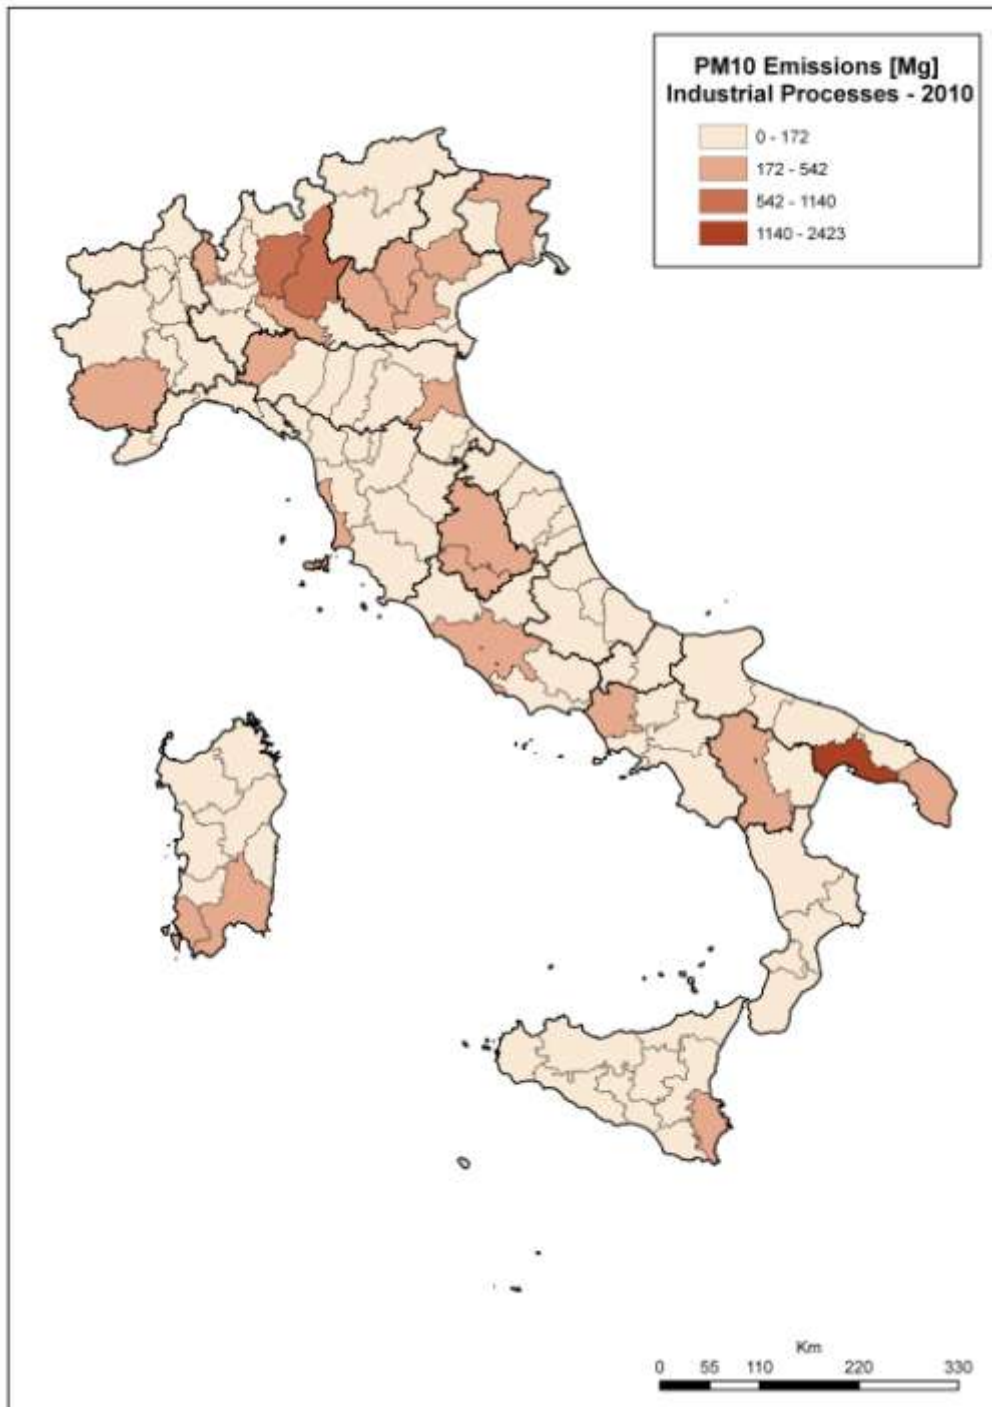 PM10 Emissions [Mg]
Industrial Processes - 2010
0 - 172
172 - 542
542 - 1140
1140 - 2423
Km
0 55 110 220 330